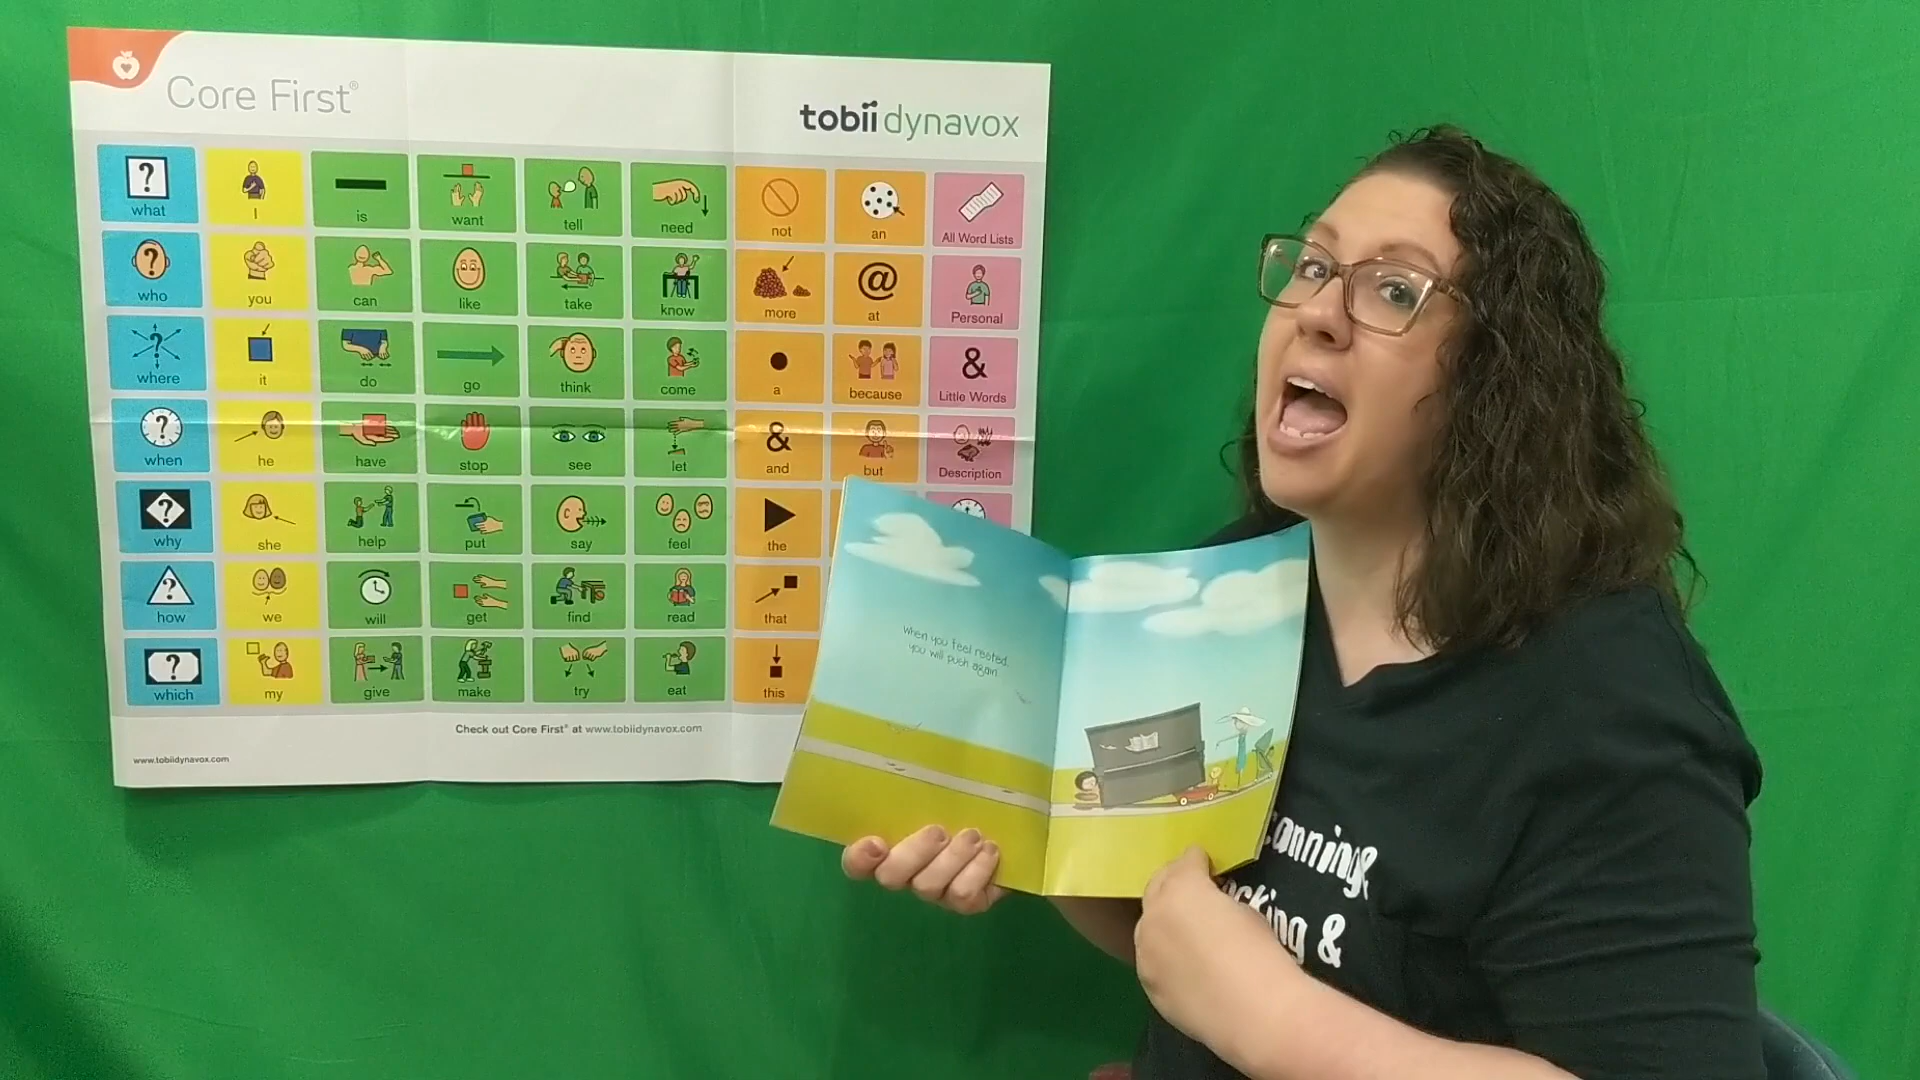 Core First®
tobii dynavox
what I is want tell need not an All Word Lists
who you can like take know more at Personal
where it do go think come a because Little Words
when he have stop see let and but Description
why she help put say feel the
how we will get find read that
which my give make try eat this
Check out Core First® at www.tobiidynavox.com
www.tobiidynavox.com
When you feel rested,
you will push again
&
&